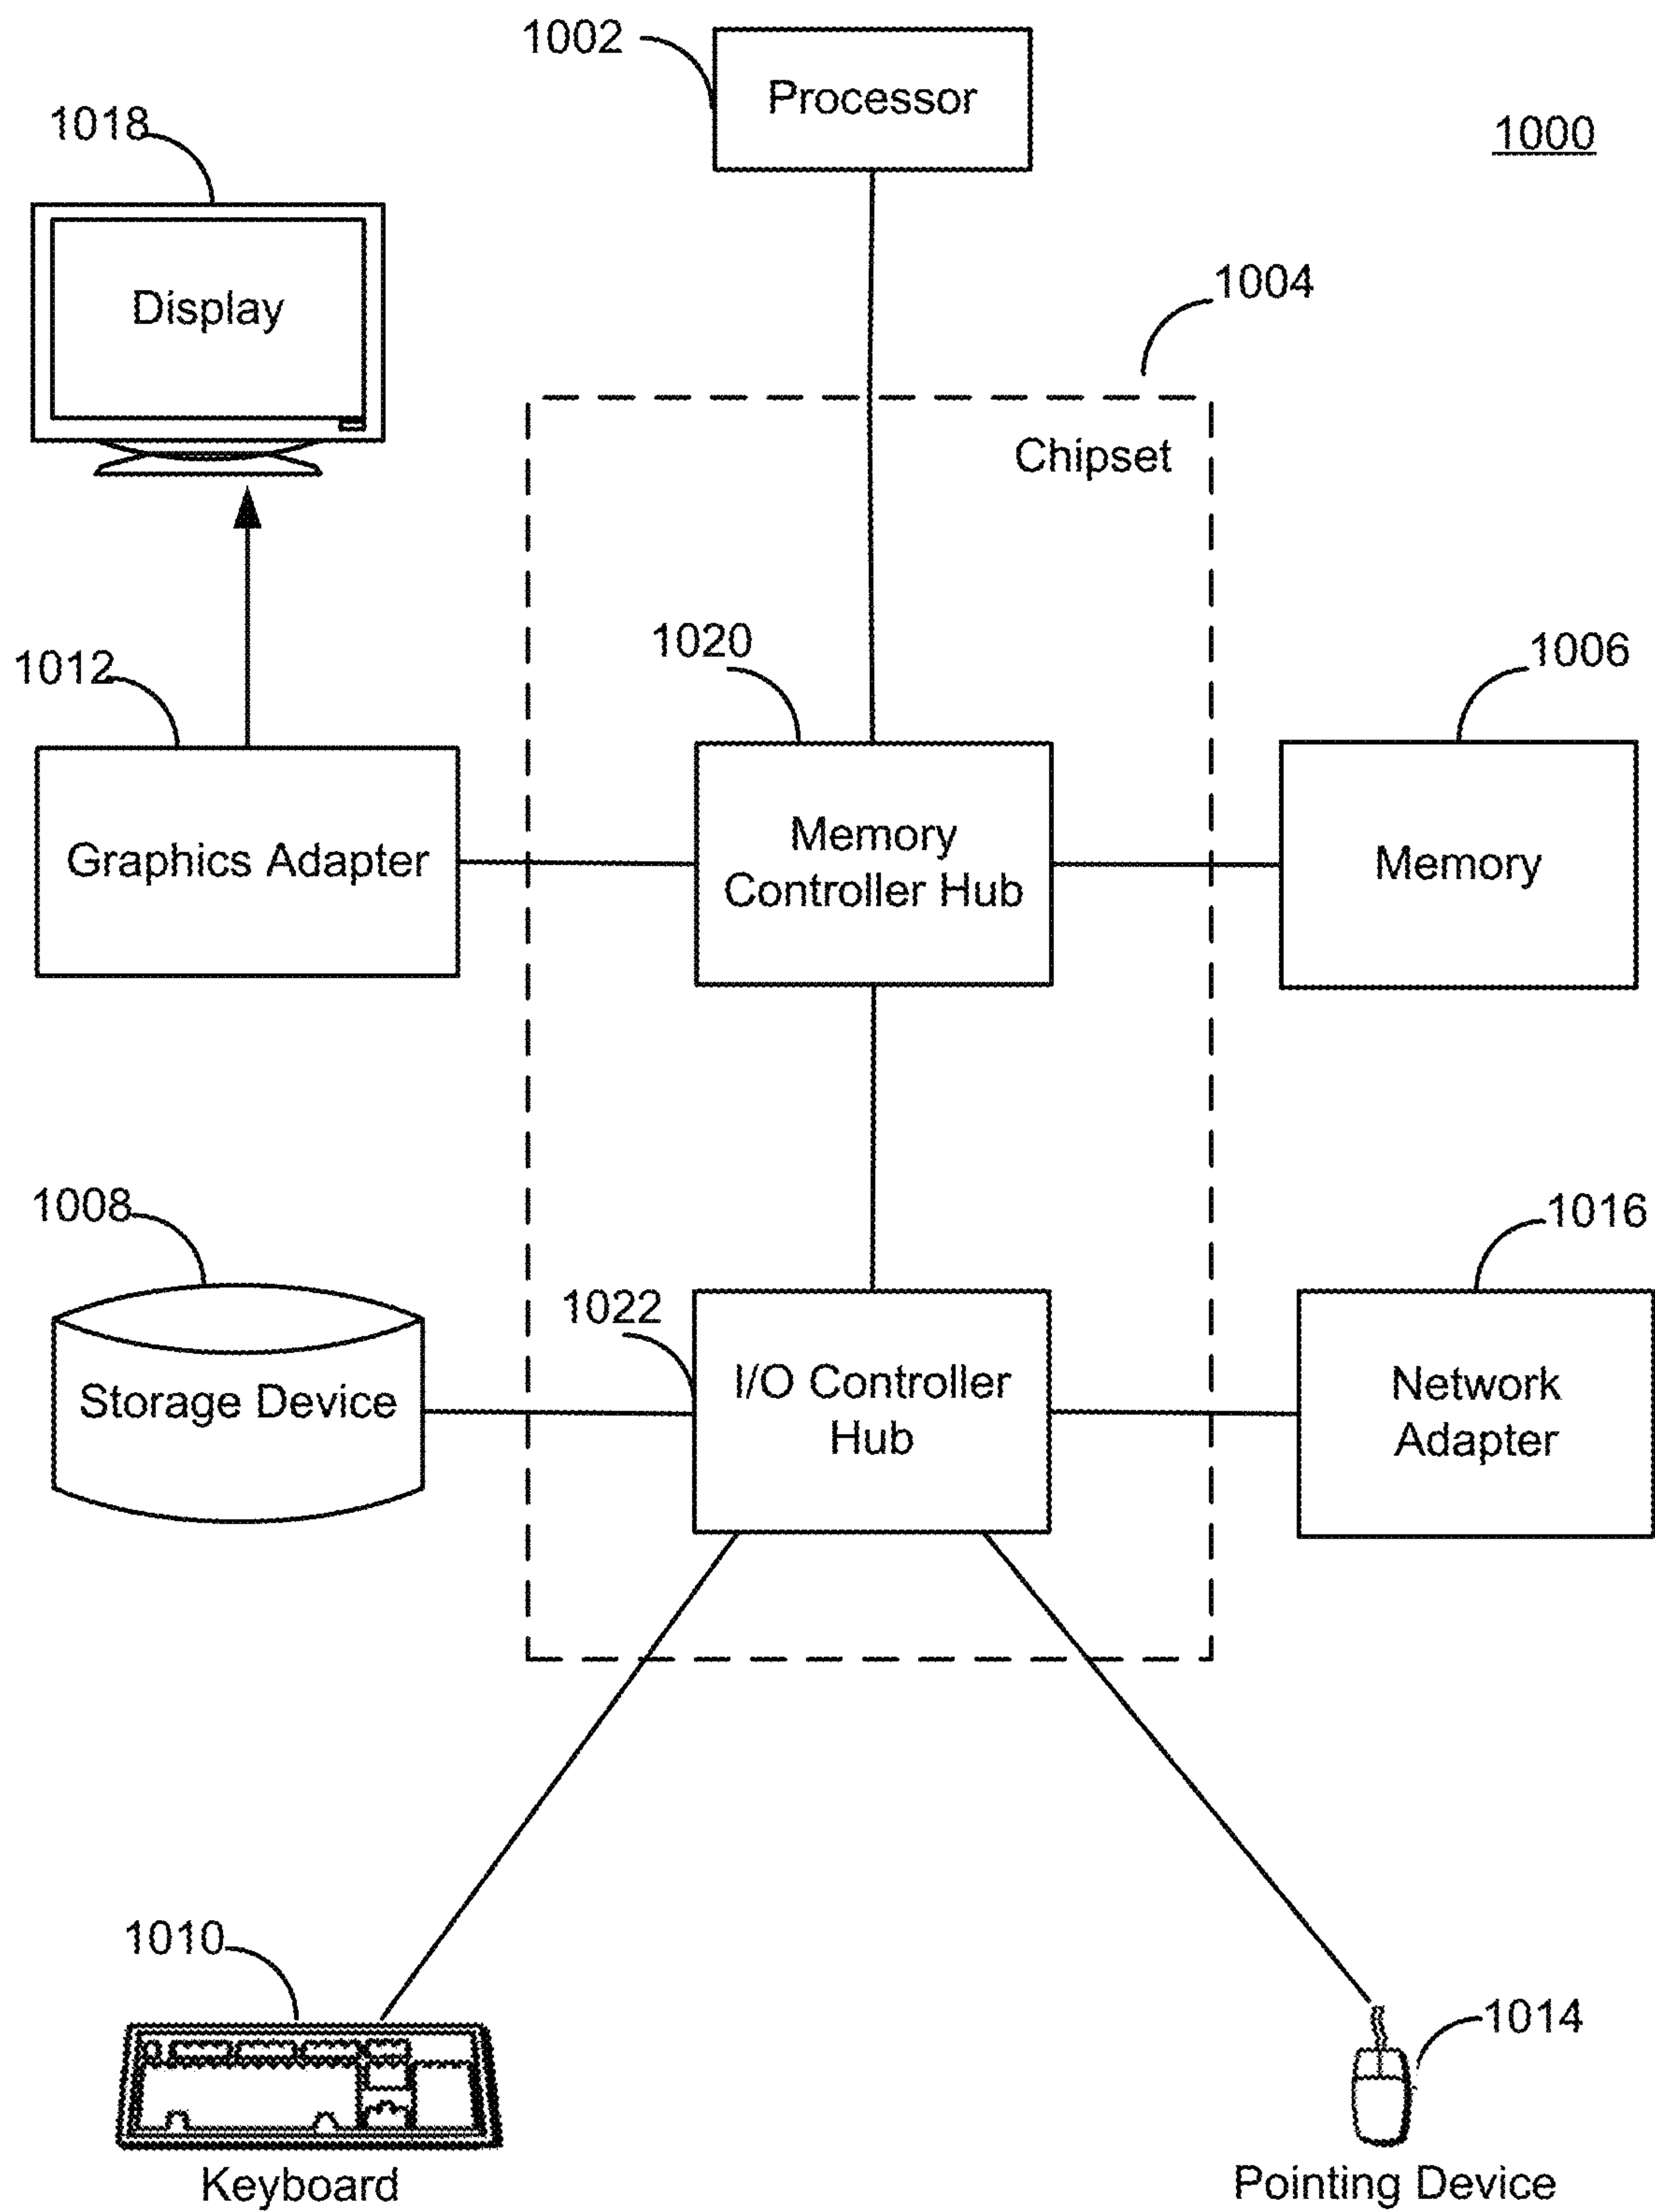 1002
Processor
1000
1018
Display
1004
Chipset
1012
1020
1006
Graphics Adapter
Memory
Controller Hub
Memory
1008
1016
1022
Storage Device
I/O Controller
Hub
Network
Adapter
1010
1014
Keyboard
Pointing Device